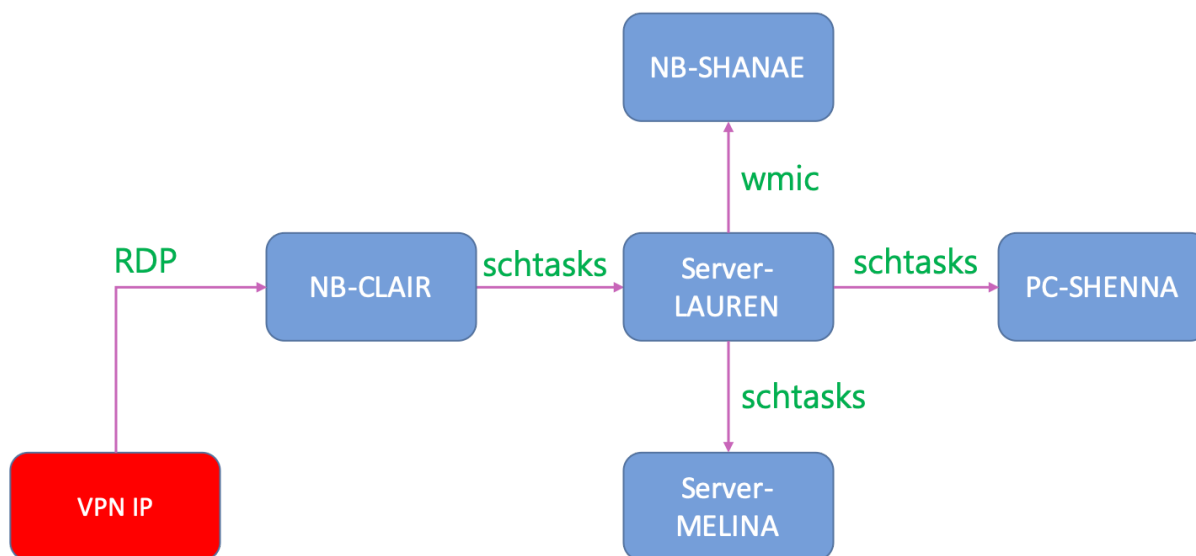 NB-SHANAE
wmic
RDP
NB-CLAIR
schtasks
Server-
LAUREN
schtasks
PC-SHENNA
schtasks
VPN IP
Server-
MELINA